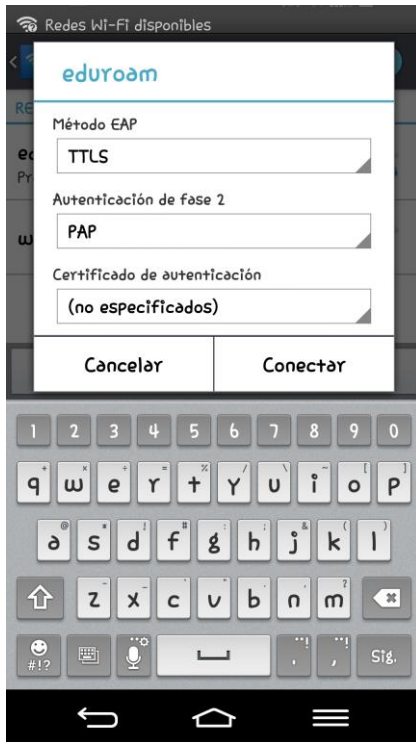 Redes Wi-Fi disponibles
eduroam
Método EAP
TTLS
Autenticación de fase 2
PAP
Certificado de autenticación
(no especificados)
Cancelar Conectar
1 2 3 4 5 6 7 8 9 0
q w e r t y u i o p
a s d f g h j k l
z x c v b n m
#!? . , Sig.